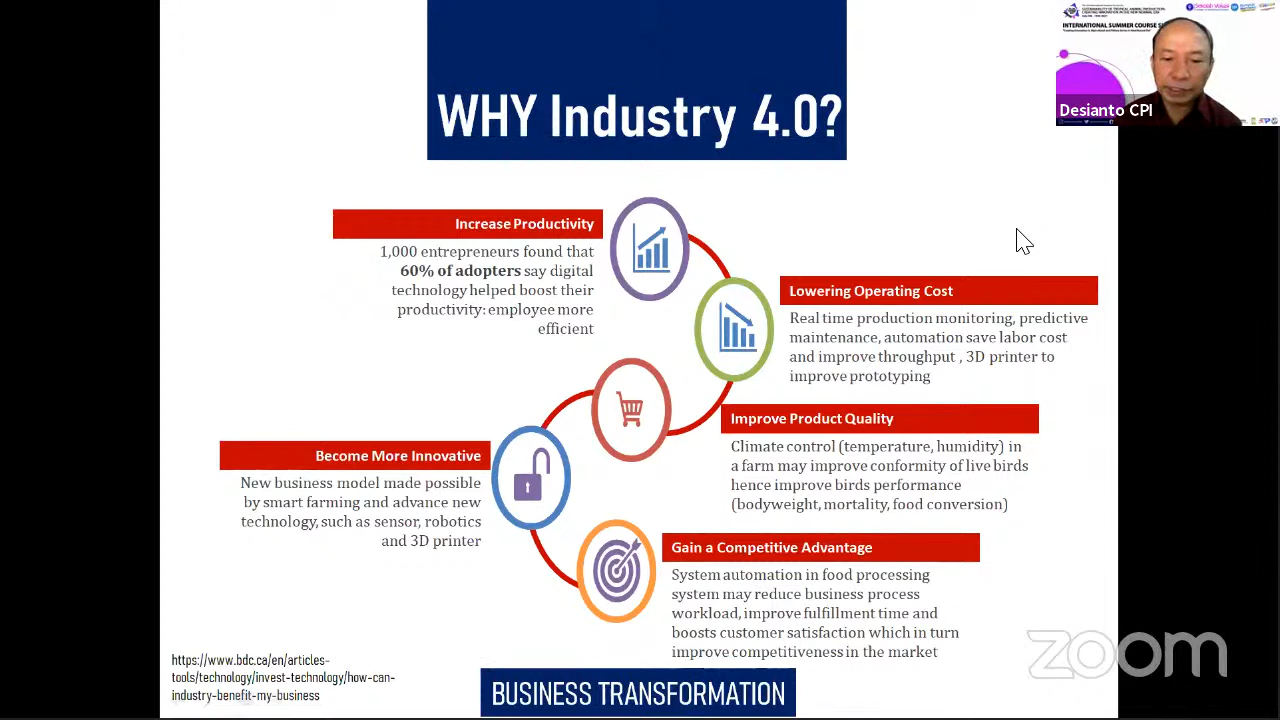 WHY Industry 4.0?
INTERNATIONAL SUMMER COURSE
Desianto CPI
Increase Productivity
1,000 entrepreneurs found that
60% of adopters say digital
technology helped boost their
productivity: employee more
efficient
Lowering Operating Cost
Real time production monitoring, predictive
maintenance, automation save labor cost
and improve throughput , 3D printer to
improve prototyping
Improve Product Quality
Climate control (temperature, humidity) in
a farm may improve conformity of live birds
hence improve birds performance
(bodyweight, mortality, food conversion)
Become More Innovative
New business model made possible
by smart farming and advance new
technology, such as sensor, robotics
and 3D printer
Gain a Competitive Advantage
System automation in food processing
system may reduce business process
workload, improve fulfillment time and
boosts customer satisfaction which in turn
improve competitiveness in the market
https://www.bdc.ca/en/articles-
tools/technology/invest-technology/how-can-
industry-benefit-my-business
BUSINESS TRANSFORMATION
zoom